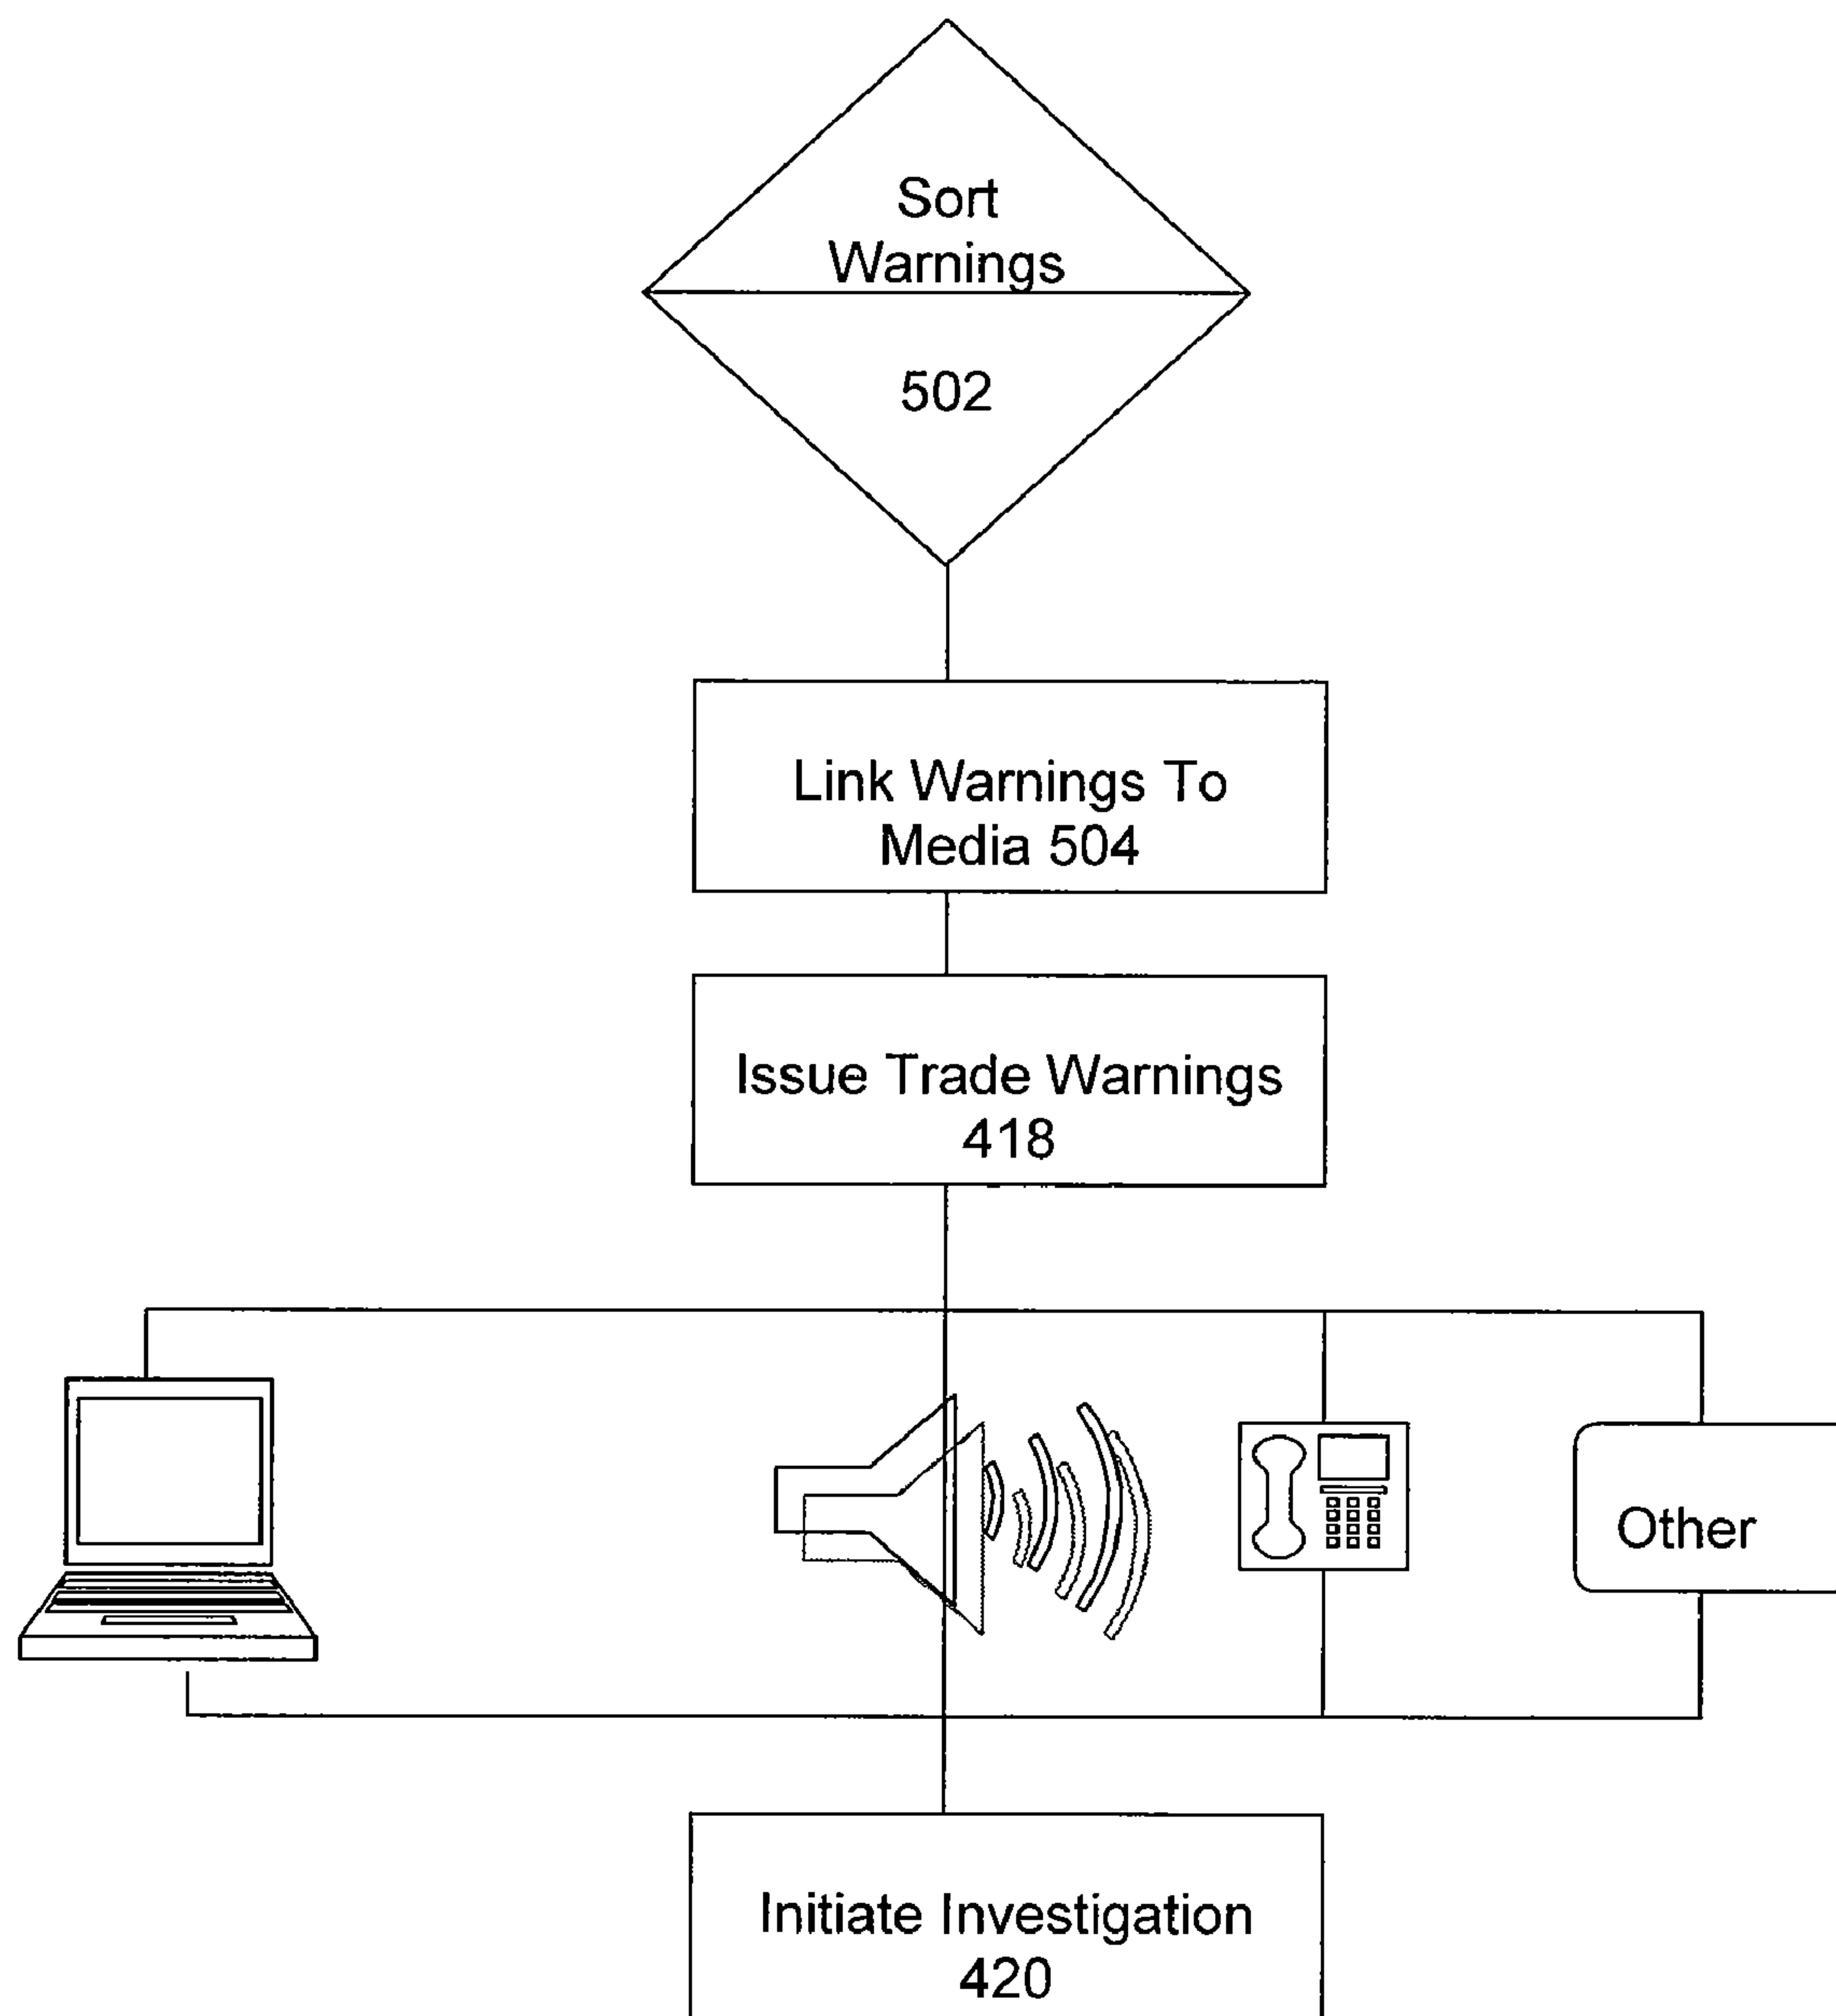 Sort
Warnings
502
Link Warnings To
Media 504
Issue Trade Warnings
418
Other
Initiate Investigation
420